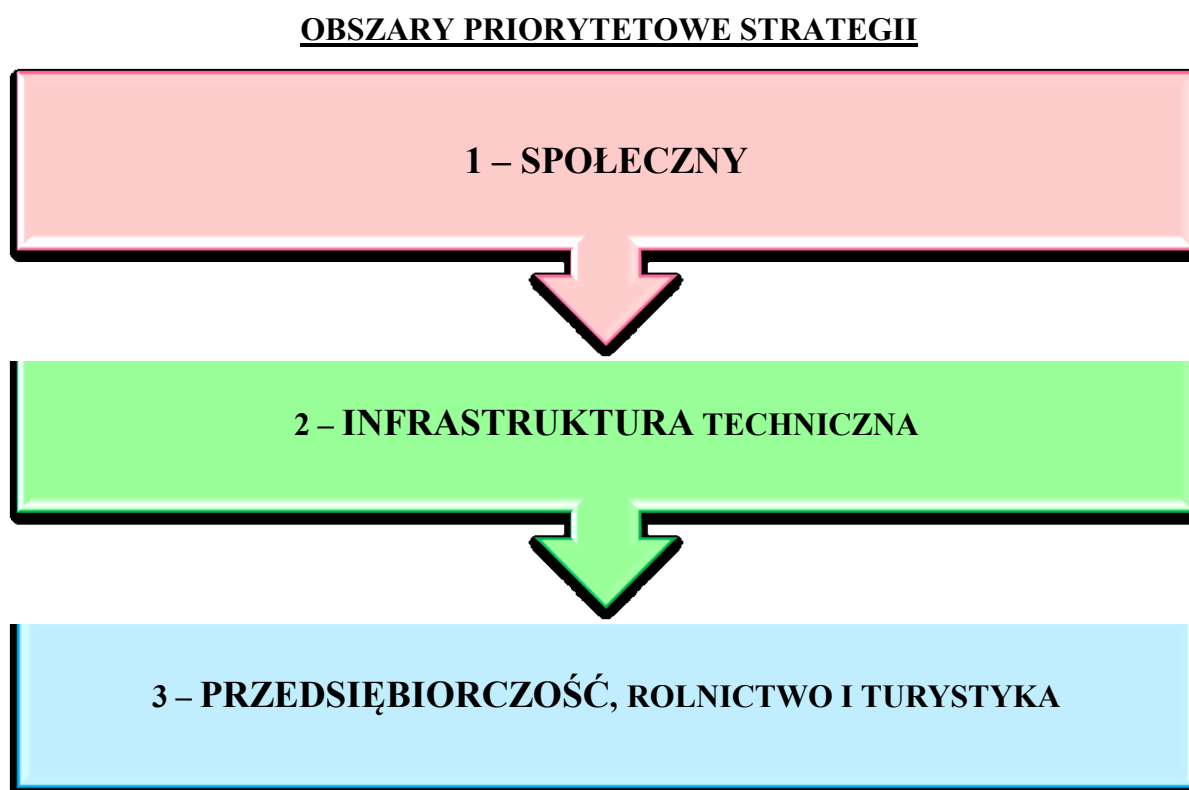 OBSZARY PRIORYTETOWE STRATEGII
1 – SPOŁECZNY
2 – INFRASTRUKTURA TECHNICZNA
3 – PRZEDSIĘBIORCZOŚĆ, ROLNICTWO I TURYSTYKA